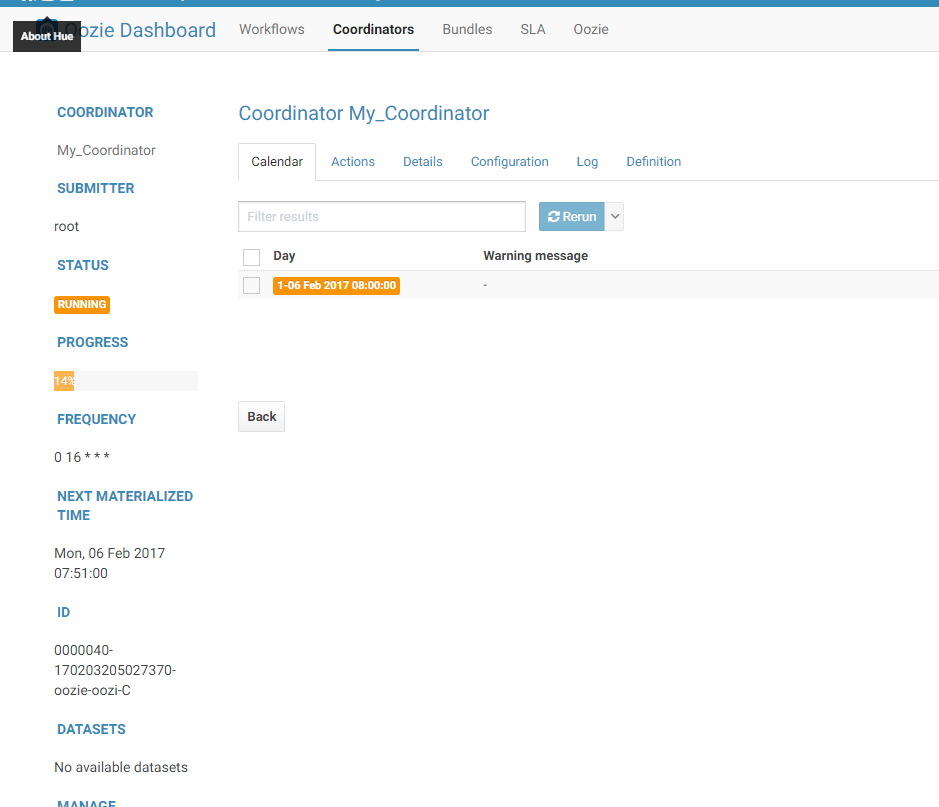 About Hue
Oozie Dashboard
Workflows
Coordinators
Bundles
SLA
Oozie
COORDINATOR
My_Coordinator
SUBMITTER
root
STATUS
RUNNING
PROGRESS
14%
FREQUENCY
0 16 * * *
NEXT MATERIALIZED
TIME
Mon, 06 Feb 2017
07:51:00
ID
0000040-
170203205027370-
oozie-oozi-C
DATASETS
No available datasets
MANAGE
Coordinator My_Coordinator
Calendar
Actions
Details
Configuration
Log
Definition
Filter results
Rerun
Day
Warning message
1-06 Feb 2017 08:00:00
-
Back